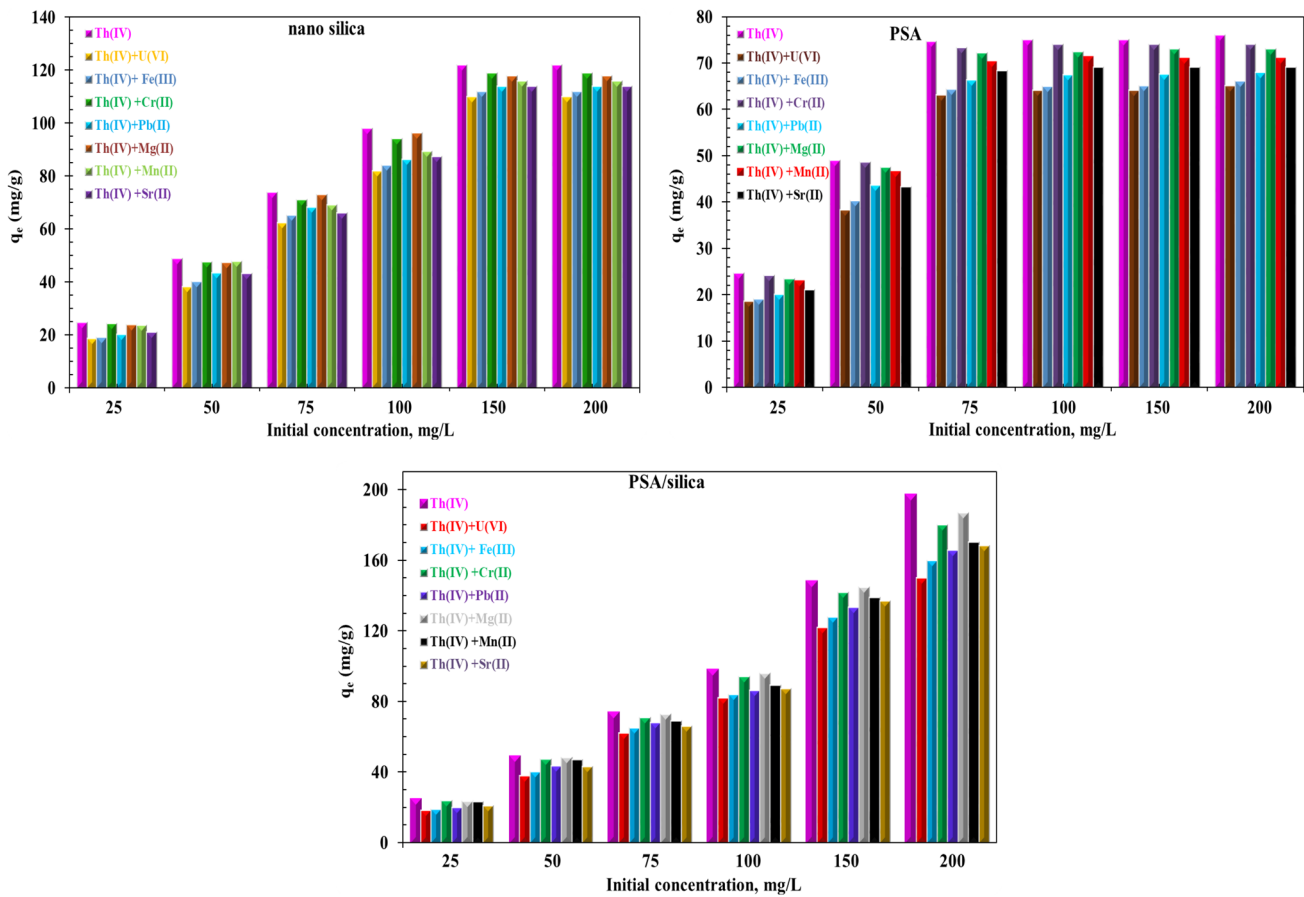 nano silica
140
120
100
80
60
40
20
0
qe (mg/g)
Th(IV)
Th(IV)+U(VI)
Th(IV)+ Fe(III)
Th(IV) +Cr(II)
Th(IV)+Pb(II)
Th(IV)+Mg(II)
Th(IV) +Mn(II)
Th(IV) +Sr(II)
25 50 75 100 150 200
Initial concentration, mg/L
PSA
80
70
60
50
40
30
20
10
0
qe (mg/g)
Th(IV)
Th(IV)+U(VI)
Th(IV)+ Fe(III)
Th(IV) +Cr(II)
Th(IV)+Pb(II)
Th(IV)+Mg(II)
Th(IV) +Mn(II)
Th(IV) +Sr(II)
25 50 75 100 150 200
Initial concentration, mg/L
PSA/silica
200
160
120
80
40
0
qe (mg/g)
Th(IV)
Th(IV)+U(VI)
Th(IV)+ Fe(III)
Th(IV) +Cr(II)
Th(IV)+Pb(II)
Th(IV)+Mg(II)
Th(IV) +Mn(II)
Th(IV) +Sr(II)
25 50 75 100 150 200
Initial concentration, mg/L